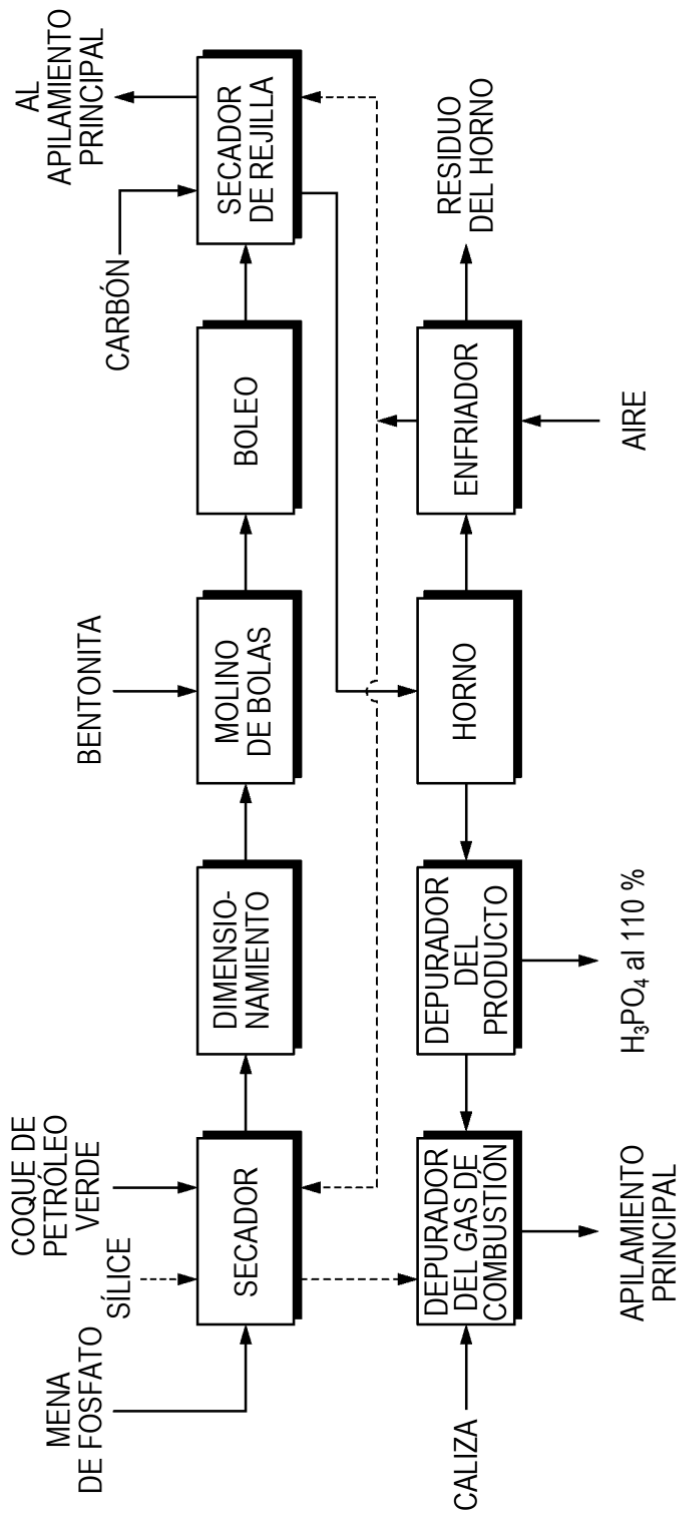 MENA
DE FOSFATO
SÍLICE
COQUE DE
PETRÓLEO
VERDE
SECADOR
DIMENSIO-
NAMIENTO
BENTONITA
MOLINO
DE BOLAS
BOLEO
CARBÓN
AL
APILAMIENTO
PRINCIPAL
SECADOR
DE REJILLA
CALIZA
DEPURADOR
DEL GAS DE
COMBUSTIÓN
APILAMIENTO
PRINCIPAL
DEPURADOR
DEL
PRODUCTO
H₃PO₄ al 110 %
HORNO
ENFRIADOR
AIRE
RESIDUO
DEL HORNO